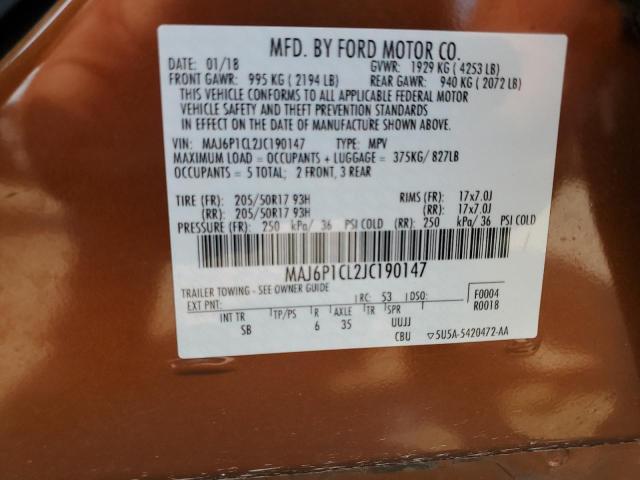 MFD. BY FORD MOTOR CO.
DATE: 01/18 GVWR: 1929 KG (4253 LB)
FRONT GAWR: 995 KG (2194 LB) REAR GAWR: 940 KG (2072 LB)
THIS VEHICLE CONFORMS TO ALL APPLICABLE FEDERAL MOTOR
VEHICLE SAFETY AND THEFT PREVENTION STANDARDS
IN EFFECT ON THE DATE OF MANUFACTURE SHOWN ABOVE.
VIN: MAJ6P1CL2JC190147 TYPE: MPV
MAXIMUM LOAD = OCCUPANTS + LUGGAGE = 375KG/ 827LB
OCCUPANTS = 5 TOTAL; 2 FRONT, 3 REAR
TIRE (FR): 205/50R17 93H RIMS (FR): 17x7.0J
(RR): 205/50R17 93H (RR): 17x7.0J
PRESSURE (FR): 250 kPa/ 36 PSI COLD (RR): 250 kPa/ 36 PSI COLD
MAJ6P1CL2JC190147
TRAILER TOWING - SEE OWNER GUIDE
EXT PNT: RC: 53 DSO: F0004
R0018
INT TR TP/PS R AXLE TR SPR
SB 6 35 UUJJ
CBU 5U5A-5420472-AA